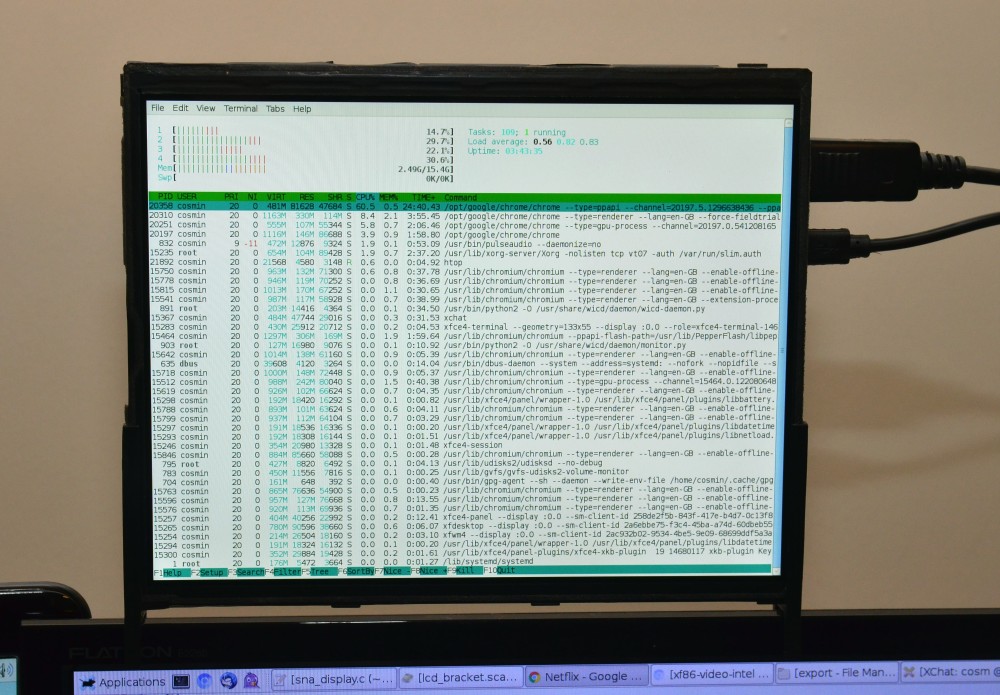 File Edit View Terminal Tabs Help
1 [||||||||| 14.7%] Tasks: 109; 1 running
2 [|||||||||||||||||| 29.7%] Load average: 0.56 0.82 0.83
3 [|||||||||||||| 22.1%] Uptime: 03:43:35
4 [||||||||||||||||||| 30.6%]
Mem[||||||||||||||||||| 2.49G/15.4G]
Swp[ 0K/0K]
PID USER PRI NI VIRT RES SHR S CPU% MEM% TIME+ Command
20358 cosmin 20 0 481M 81628 47684 S 60.5 0.5 24:40.43 /opt/google/chrome/chrome --type=ppapi --channel=20197.5.1296638436 --ppa
20310 cosmin 20 0 1163M 330M 114M S 8.4 2.1 3:55.45 /opt/google/chrome/chrome --type=renderer --lang=en-GB --force-fieldtrial
20251 cosmin 20 0 555M 107M 55344 S 5.8 0.7 2:06.46 /opt/google/chrome/chrome --type=gpu-process --channel=20197.0.541208165
20197 cosmin 20 0 1116M 146M 86688 S 3.9 0.9 1:58.80 /opt/google/chrome/chrome
832 cosmin 9 -11 472M 12876 9324 S 1.9 0.1 0:53.09 /usr/bin/pulseaudio --daemonize=no
15235 root 20 0 654M 104M 89428 S 1.9 0.7 2:37.20 /usr/lib/xorg-server/Xorg -nolisten tcp vt07 -auth /var/run/slim.auth
21892 cosmin 20 0 21568 4580 3148 R 0.6 0.0 0:04.92 htop
15750 cosmin 20 0 963M 132M 71300 S 0.6 0.8 0:37.78 /usr/lib/chromium/chromium --type=renderer --lang=en-GB --enable-offline-
15778 cosmin 20 0 946M 119M 70252 S 0.6 0.8 0:36.69 /usr/lib/chromium/chromium --type=renderer --lang=en-GB --enable-offline-
15815 cosmin 20 0 1013M 170M 67252 S 0.6 1.1 0:30.65 /usr/lib/chromium/chromium --type=renderer --lang=en-GB --enable-offline-
15541 cosmin 20 0 987M 117M 58928 S 0.6 0.7 0:38.99 /usr/lib/chromium/chromium --type=renderer --lang=en-GB --extension-proce
891 root 20 0 203M 14416 4364 S 0.0 0.1 0:34.50 /usr/bin/python2 -O /usr/share/wicd/daemon/wicd-daemon.py
15367 cosmin 20 0 484M 47744 29016 S 0.0 0.3 0:31.53 xchat
15283 cosmin 20 0 430M 25912 20712 S 0.0 0.2 0:04.53 xfce4-terminal --geometry=133x55 --display :0.0 --role=xfce4-terminal-146
15464 cosmin 20 0 1297M 306M 169M S 0.0 1.9 1:59.64 /usr/lib/chromium/chromium --ppapi-flash-path=/usr/lib/PepperFlash/libpep
903 root 20 0 127M 16980 9076 S 0.0 0.1 0:10.92 /usr/bin/python2 -O /usr/share/wicd/daemon/monitor.py
15642 cosmin 20 0 1014M 138M 61160 S 0.0 0.9 0:05.39 /usr/lib/chromium/chromium --type=renderer --lang=en-GB --enable-offline-
635 dbus 20 0 39608 4120 3264 S 0.0 0.0 0:14.04 /usr/bin/dbus-daemon --system --address=systemd: --nofork --nopidfile --s
15718 cosmin 20 0 1000M 148M 72448 S 0.0 0.9 0:05.37 /usr/lib/chromium/chromium --type=renderer --lang=en-GB --enable-offline-
15512 cosmin 20 0 988M 242M 80040 S 0.0 1.5 0:40.38 /usr/lib/chromium/chromium --type=gpu-process --channel=15464.0.12208064B
15619 cosmin 20 0 926M 102M 66624 S 0.0 0.7 0:04.35 /usr/lib/chromium/chromium --type=renderer --lang=en-GB --enable-offline-
15298 cosmin 20 0 192M 18420 16292 S 0.0 0.1 0:00.82 /usr/lib/xfce4/panel/wrapper-1.0 /usr/lib/xfce4/panel/plugins/libbattery.
15788 cosmin 20 0 893M 101M 63624 S 0.0 0.6 0:04.11 /usr/lib/chromium/chromium --type=renderer --lang=en-GB --enable-offline-
15799 cosmin 20 0 937M 112M 64104 S 0.0 0.7 0:03.29 /usr/lib/chromium/chromium --type=renderer --lang=en-GB --enable-offline-
15297 cosmin 20 0 191M 18536 16336 S 0.0 0.1 0:00.20 /usr/lib/xfce4/panel/wrapper-1.0 /usr/lib/xfce4/panel/plugins/libdatetime
15293 cosmin 20 0 192M 18308 16144 S 0.0 0.1 0:01.51 /usr/lib/xfce4/panel/wrapper-1.0 /usr/lib/xfce4/panel/plugins/libnetload.
15246 cosmin 20 0 354M 20980 13328 S 0.0 0.1 0:01.48 xfce4-session
15846 cosmin 20 0 884M 85660 58088 S 0.0 0.5 0:00.28 /usr/lib/chromium/chromium --type=renderer --lang=en-GB --enable-offline-
795 root 20 0 427M 8820 6492 S 0.0 0.1 0:04.13 /usr/lib/udisks2/udisksd --no-debug
783 cosmin 20 0 450M 11556 7816 S 0.0 0.1 0:00.25 /usr/lib/gvfs/gvfs-udisks2-volume-monitor
704 cosmin 20 0 161M 648 392 S 0.0 0.0 0:00.40 /usr/bin/gpg-agent --sh --daemon --write-env-file /home/cosmin/.cache/gpg
15763 cosmin 20 0 865M 76636 54900 S 0.0 0.5 0:00.23 /usr/lib/chromium/chromium --type=renderer --lang=en-GB --enable-offline-
15596 cosmin 20 0 957M 127M 76668 S 0.0 0.8 0:13.55 /usr/lib/chromium/chromium --type=renderer --lang=en-GB --enable-offline-
15576 cosmin 20 0 920M 113M 69936 S 0.0 0.7 0:01.35 /usr/lib/chromium/chromium --type=renderer --lang=en-GB --enable-offline-
15257 cosmin 20 0 404M 40256 22992 S 0.0 0.2 0:12.41 xfce4-panel --display :0.0 --sm-client-id 258de2f5b-843f-417e-b4d7-0c13f8
15265 cosmin 20 0 780M 90596 38660 S 0.0 0.6 0:06.07 xfdesktop --display :0.0 --sm-client-id 2a6ebbe75-f3c4-45ba-a74d-60dbeb55
15254 cosmin 20 0 214M 26504 18160 S 0.0 0.2 0:03.10 xfwm4 --display :0.0 --sm-client-id 2ac932b02-9534-4be5-9e09-68699ddf5a3a
15294 cosmin 20 0 191M 18324 16132 S 0.0 0.1 0:00.20 /usr/lib/xfce4/panel/wrapper-1.0 /usr/lib/xfce4/panel/plugins/libdatetime
15300 cosmin 20 0 352M 29884 19428 S 0.0 0.2 0:01.61 /usr/lib/xfce4/panel-plugins/xfce4-xkb-plugin 19 14680117 xkb-plugin Key
1 root 20 0 176M 5472 3664 S 0.0 0.0 0:01.27 /lib/systemd/systemd
F1Help F2Setup F3Search F4Filter F5Tree F6SortBy F7Nice - F8Nice + F9Kill F10Quit
FLATRON
Applications [sna_display.c (~... [lcd_bracket.sca... Netflix - Google ... [xf86-video-intel ... [export - File Man... [XChat: cosm @